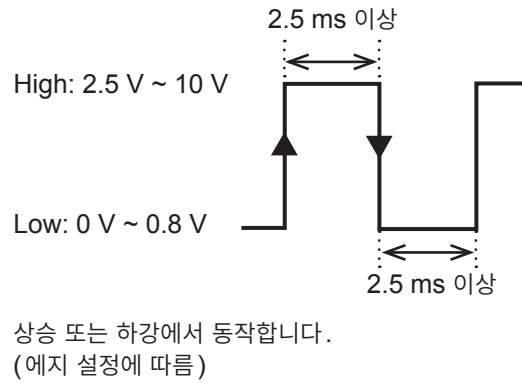 2.5 ms 이상
High: 2.5 V ~ 10 V
Low: 0 V ~ 0.8 V
2.5 ms 이상
상승 또는 하강에서 동작합니다.
(에지 설정에 따름)